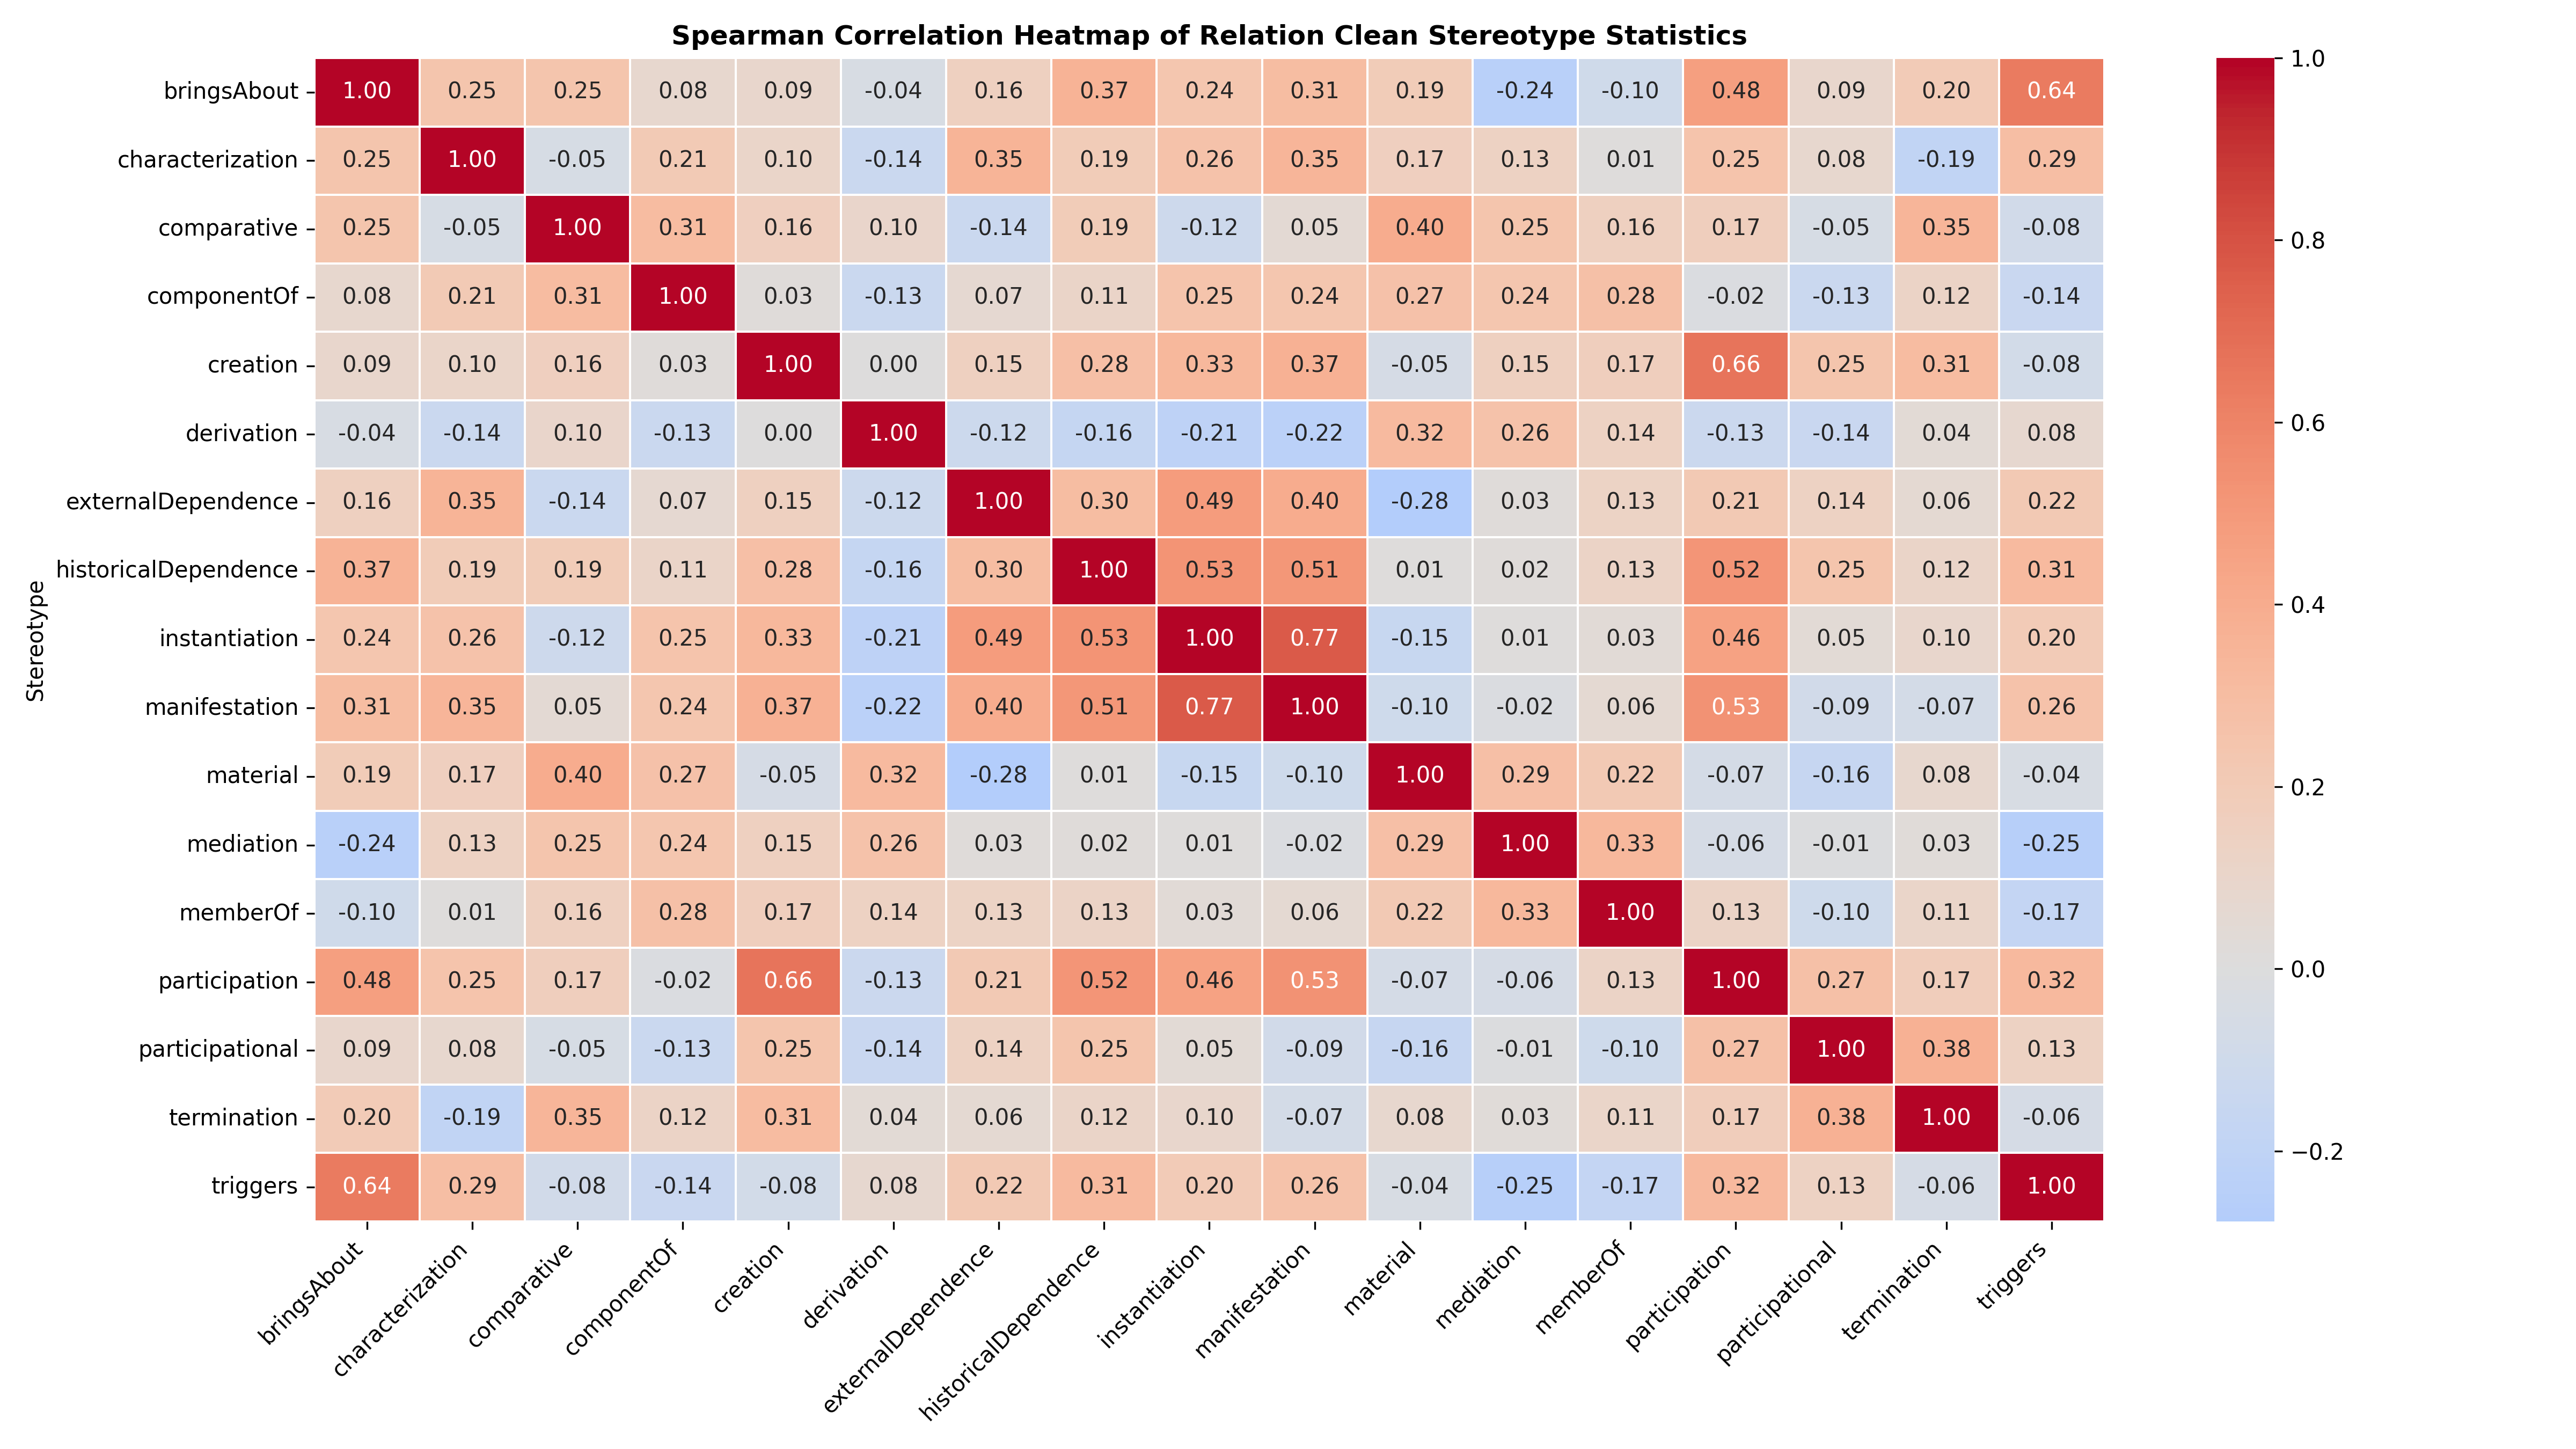 Spearman Correlation Heatmap of Relation Clean Stereotype Statistics
Stereotype
bringsAbout 1.00 0.25 0.25 0.08 0.09 -0.04 0.16 0.37 0.24 0.31 0.19 -0.24 -0.10 0.48 0.09 0.20 0.64
characterization 0.25 1.00 -0.05 0.21 0.10 -0.14 0.35 0.19 0.26 0.35 0.17 0.13 0.01 0.25 0.08 -0.19 0.29
comparative 0.25 -0.05 1.00 0.31 0.16 0.10 -0.14 0.19 -0.12 0.05 0.40 0.25 0.16 0.17 -0.05 0.35 -0.08
componentOf 0.08 0.21 0.31 1.00 0.03 -0.13 0.07 0.11 0.25 0.24 0.27 0.24 0.28 -0.02 -0.13 0.12 -0.14
creation 0.09 0.10 0.16 0.03 1.00 0.00 0.15 0.28 0.33 0.37 -0.05 0.15 0.17 0.66 0.25 0.31 -0.08
derivation -0.04 -0.14 0.10 -0.13 0.00 1.00 -0.12 -0.16 -0.21 -0.22 0.32 0.26 0.14 -0.13 -0.14 0.04 0.08
externalDependence 0.16 0.35 -0.14 0.07 0.15 -0.12 1.00 0.30 0.49 0.40 -0.28 0.03 0.13 0.21 0.14 0.06 0.22
historicalDependence 0.37 0.19 0.19 0.11 0.28 -0.16 0.30 1.00 0.53 0.51 0.01 0.02 0.13 0.52 0.25 0.12 0.31
instantiation 0.24 0.26 -0.12 0.25 0.33 -0.21 0.49 0.53 1.00 0.77 -0.15 0.01 0.03 0.46 0.05 0.10 0.20
manifestation 0.31 0.35 0.05 0.24 0.37 -0.22 0.40 0.51 0.77 1.00 -0.10 -0.02 0.06 0.53 -0.09 -0.07 0.26
material 0.19 0.17 0.40 0.27 -0.05 0.32 -0.28 0.01 -0.15 -0.10 1.00 0.29 0.22 -0.07 -0.16 0.08 -0.04
mediation -0.24 0.13 0.25 0.24 0.15 0.26 0.03 0.02 0.01 -0.02 0.29 1.00 0.33 -0.06 -0.01 0.03 -0.25
memberOf -0.10 0.01 0.16 0.28 0.17 0.14 0.13 0.13 0.03 0.06 0.22 0.33 1.00 0.13 -0.10 0.11 -0.17
participation 0.48 0.25 0.17 -0.02 0.66 -0.13 0.21 0.52 0.46 0.53 -0.07 -0.06 0.13 1.00 0.27 0.17 0.32
participational 0.09 0.08 -0.05 -0.13 0.25 -0.14 0.14 0.25 0.05 -0.09 -0.16 -0.01 -0.10 0.27 1.00 0.38 0.13
termination 0.20 -0.19 0.35 0.12 0.31 0.04 0.06 0.12 0.10 -0.07 0.08 0.03 0.11 0.17 0.38 1.00 -0.06
triggers 0.64 0.29 -0.08 -0.14 -0.08 0.08 0.22 0.31 0.20 0.26 -0.04 -0.25 -0.17 0.32 0.13 -0.06 1.00
bringsAbout
characterization
comparative
componentOf
creation
derivation
externalDependence
historicalDependence
instantiation
manifestation
material
mediation
memberOf
participation
participational
termination
triggers
1.0
0.8
0.6
0.4
0.2
0.0
−0.2